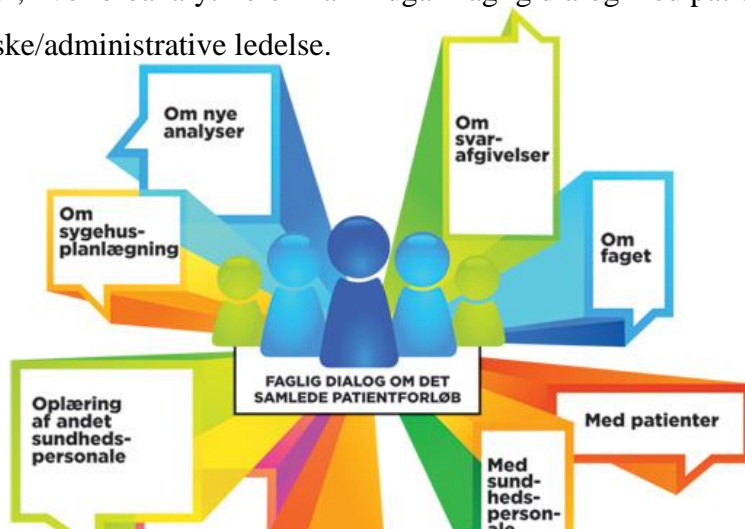 ske/administrative ledelse.
Om nye
analyser
Om
svar-
afgivelser
Om
sygehus-
planlægning
Om
faget
FAGLIG DIALOG OM DET
SAMLEDE PATIENTFORLØB
Oplæring
af andet
sundheds-
personale
Med patienter
Med
sund-
heds-
person-
ale